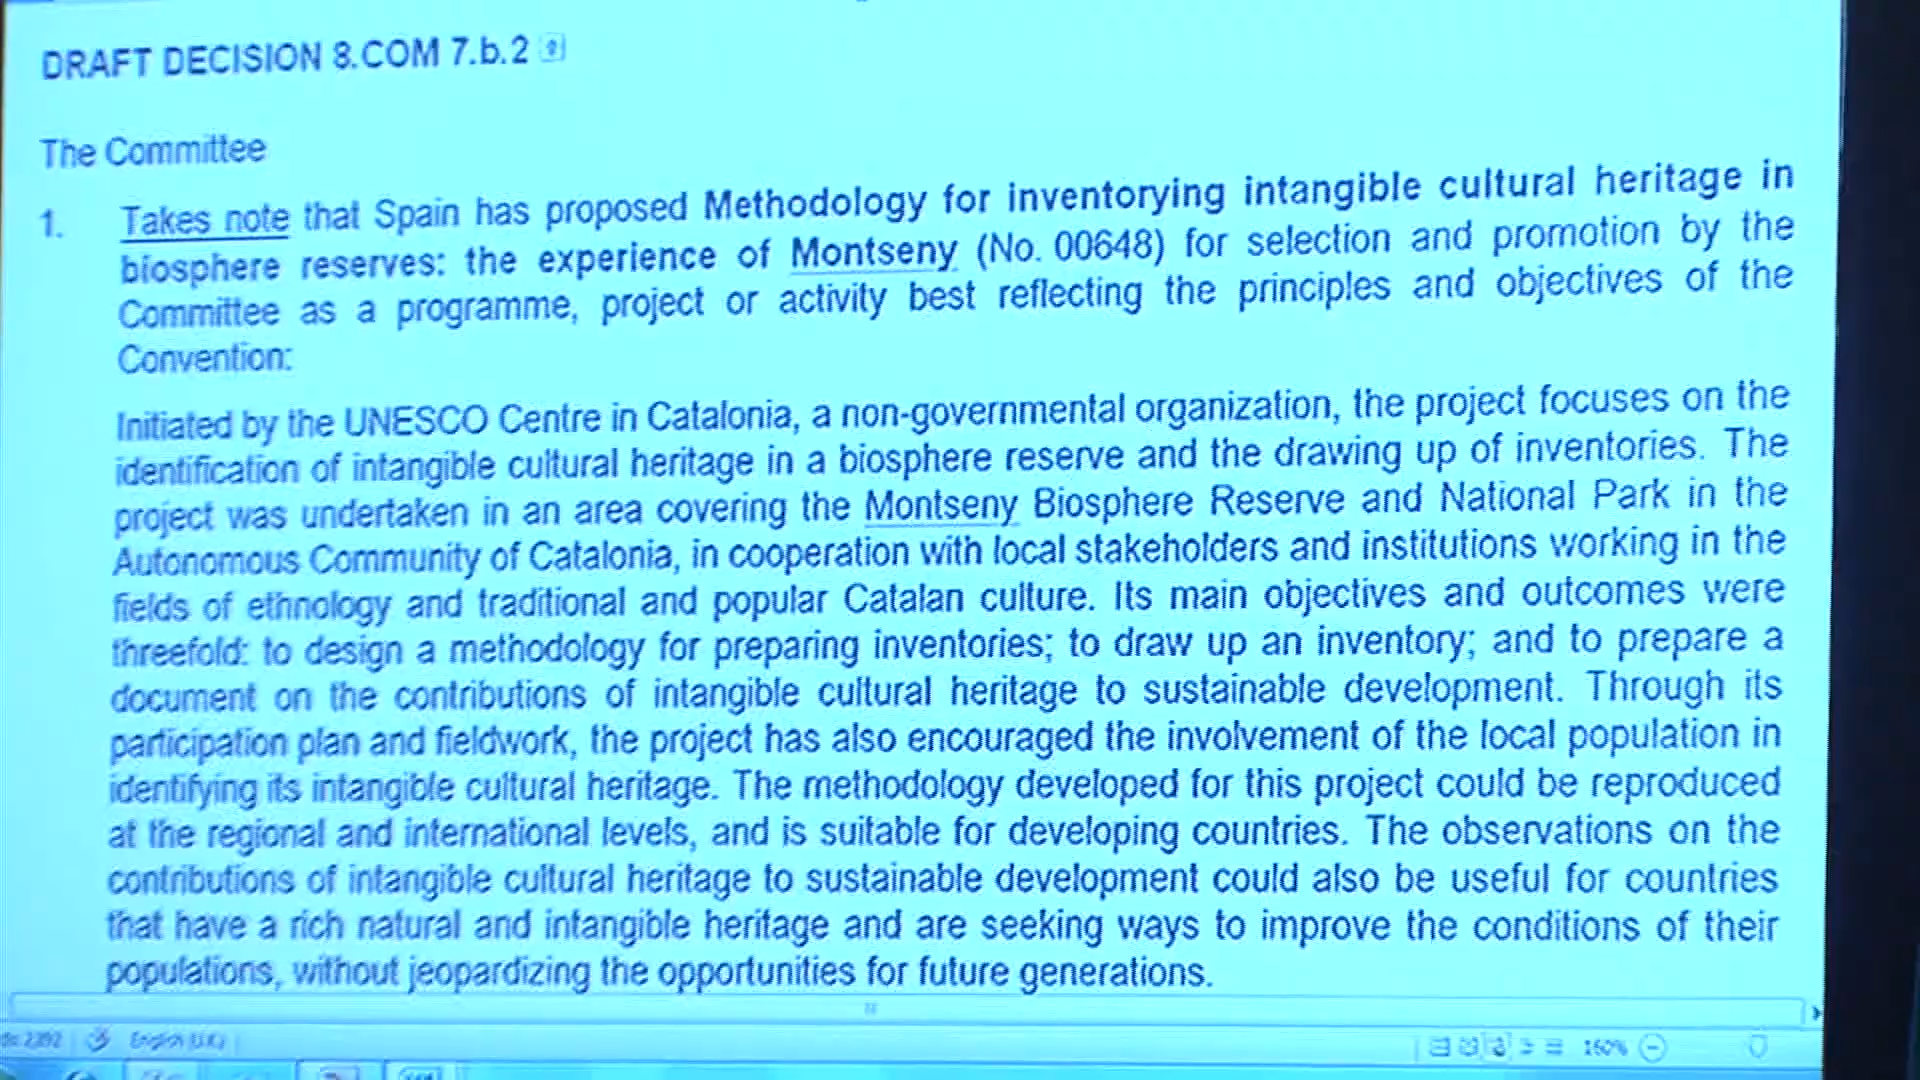 DRAFT DECISION 8.COM 7.b.2
The Committee
1. Takes note that Spain has proposed Methodology for inventorying intangible cultural heritage in
biosphere reserves: the experience of Montseny (No. 00648) for selection and promotion by the
Committee as a programme, project or activity best reflecting the principles and objectives of the
Convention:
Initiated by the UNESCO Centre in Catalonia, a non-governmental organization, the project focuses on the
identification of intangible cultural heritage in a biosphere reserve and the drawing up of inventories. The
project was undertaken in an area covering the Montseny Biosphere Reserve and National Park in the
Autonomous Community of Catalonia, in cooperation with local stakeholders and institutions working in the
fields of ethnology and traditional and popular Catalan culture. Its main objectives and outcomes were
threefold: to design a methodology for preparing inventories; to draw up an inventory; and to prepare a
document on the contributions of intangible cultural heritage to sustainable development. Through its
participation plan and fieldwork, the project has also encouraged the involvement of the local population in
identifying its intangible cultural heritage. The methodology developed for this project could be reproduced
at the regional and international levels, and is suitable for developing countries. The observations on the
contributions of intangible cultural heritage to sustainable development could also be useful for countries
that have a rich natural and intangible heritage and are seeking ways to improve the conditions of their
populations, without jeopardizing the opportunities for future generations.
English (U.K.)
160%